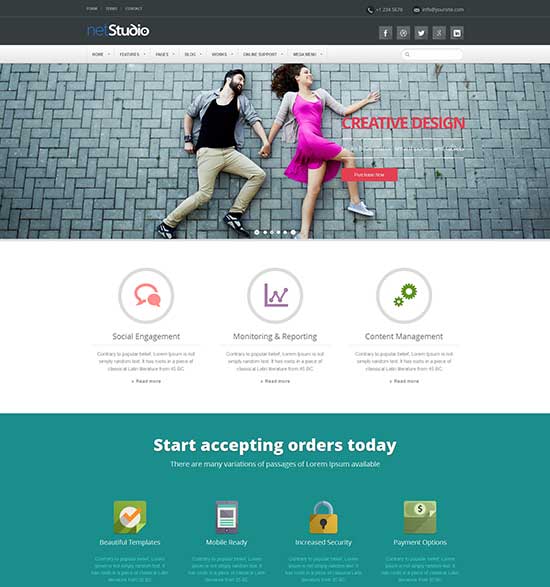 FORM TERMS CONTACT
+1 234 5678 info@yoursite.com
netStudio
HOME FEATURES PAGES BLOG WORKS ONLINE SUPPORT MEGA MENU
CREATIVE DESIGN
Purchase Now
Social Engagement
Monitoring & Reporting
Content Management
Contrary to popular belief, Lorem Ipsum is not
simply random text. It has roots in a piece of
classical Latin literature from 45 BC.
Read more
Contrary to popular belief, Lorem Ipsum is not
simply random text. It has roots in a piece of
classical Latin literature from 45 BC.
Read more
Contrary to popular belief, Lorem Ipsum is not
simply random text. It has roots in a piece of
classical Latin literature from 45 BC.
Read more
Start accepting orders today
There are many variations of passages of Lorem Ipsum available
Beautiful Templates
Mobile Ready
Increased Security
Payment Options
Contrary to popular belief, Lorem
Ipsum is not simply random text. It
has roots in a piece of classical Latin
literature from 45 BC.
Contrary to popular belief, Lorem
Ipsum is not simply random text. It
has roots in a piece of classical Latin
literature from 45 BC.
Contrary to popular belief, Lorem
Ipsum is not simply random text. It
has roots in a piece of classical Latin
literature from 45 BC.
Contrary to popular belief, Lorem
Ipsum is not simply random text. It
has roots in a piece of classical Latin
literature from 45 BC.